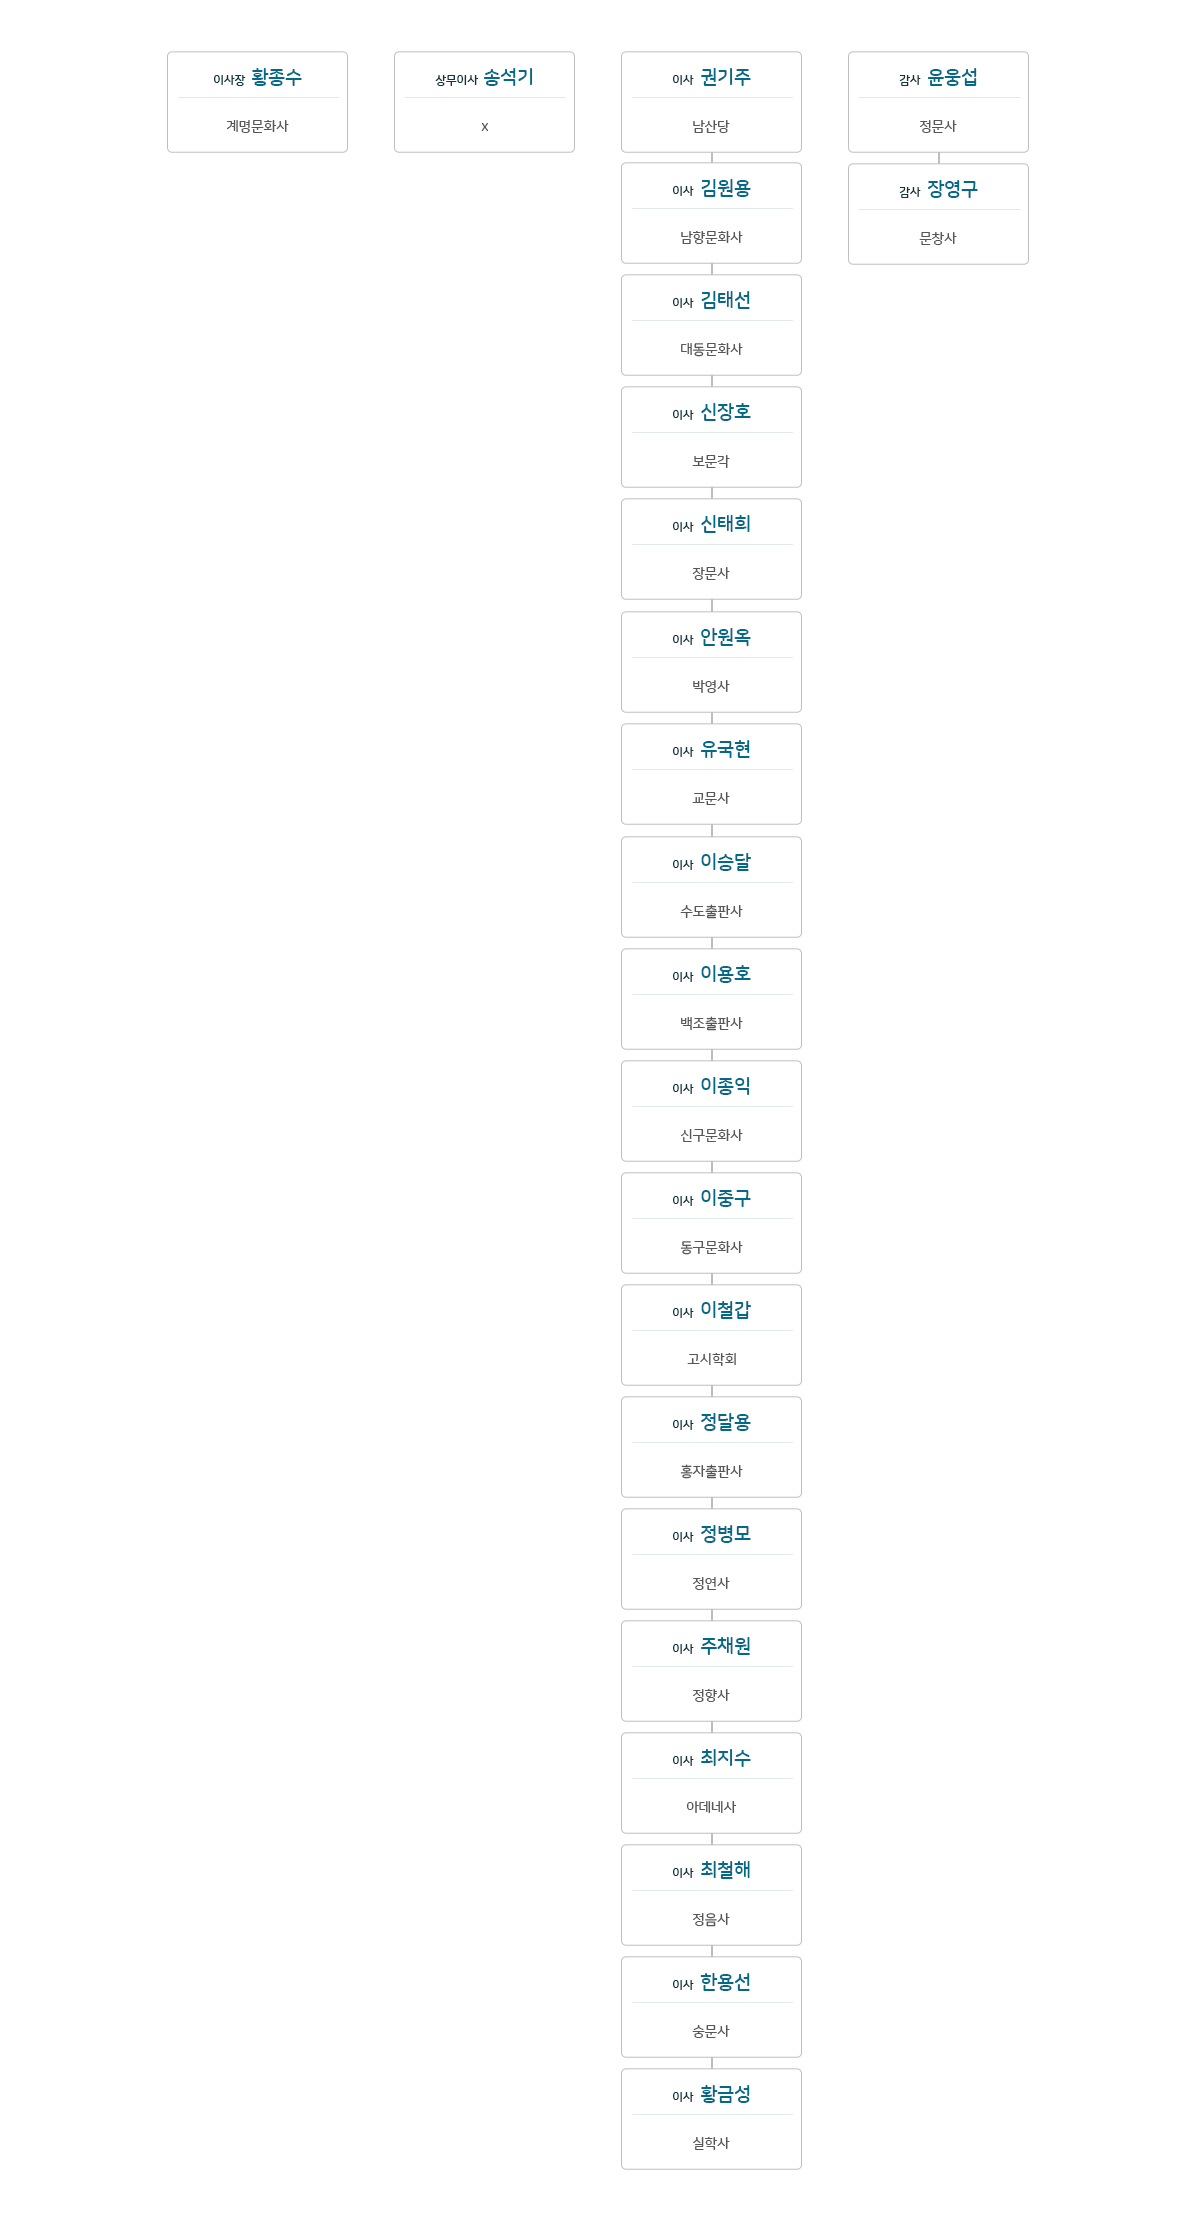 이사장 황종수
계명문화사
상무이사 송석기
x
이사 권기주
남산당
이사 김원용
남향문화사
이사 김태선
대동문화사
이사 신장호
보문각
이사 신태희
장문사
이사 안원옥
박영사
이사 유국현
교문사
이사 이승달
수도출판사
이사 이용호
백조출판사
이사 이종익
신구문화사
이사 이중구
동구문화사
이사 이철갑
고시학회
이사 정달용
홍자출판사
이사 정병모
정연사
이사 주채원
정향사
이사 최지수
아데네사
이사 최철해
정음사
이사 한용선
숭문사
이사 황금성
실학사
감사 윤웅섭
정문사
감사 장영구
문창사